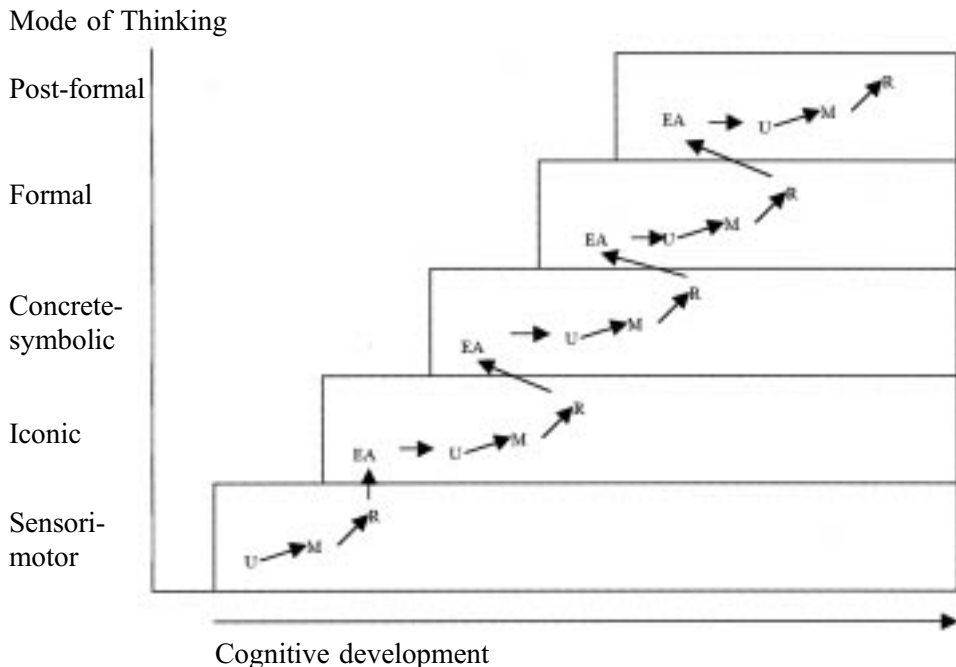 Mode of Thinking
Post-formal
EA U M R
Formal
EA U M R
Concrete-
symbolic
EA U M R
Iconic
EA U M R
Sensori-
motor
U M R
Cognitive development